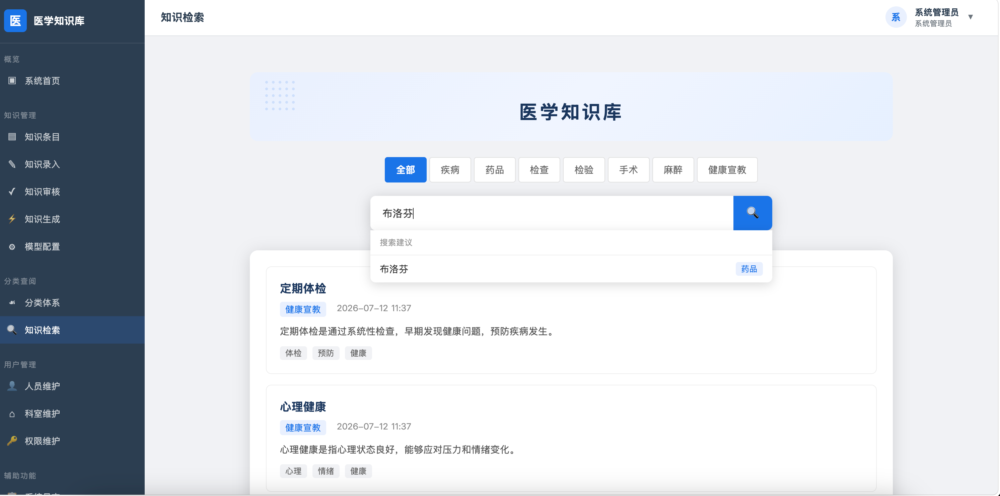 医 医学知识库
概览
系统首页
知识管理
知识条目
知识录入
知识审核
知识生成
模型配置
分类查阅
分类体系
知识检索
用户管理
人员维护
科室维护
权限维护
辅助功能
知识检索
系 系统管理员
系统管理员
医学知识库
全部 疾病 药品 检查 检验 手术 麻醉 健康宣教
布洛芬
搜索建议
布洛芬 药品
定期体检
健康宣教 2026-07-12 11:37
定期体检是通过系统性检查，早期发现健康问题，预防疾病发生。
体检 预防 健康
心理健康
健康宣教 2026-07-12 11:37
心理健康是指心理状态良好，能够应对压力和情绪变化。
心理 情绪 健康